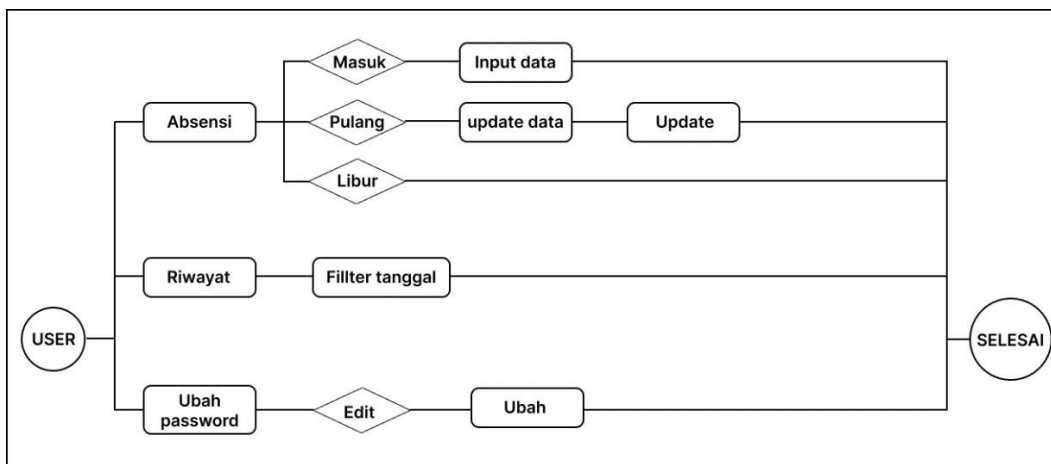 Masuk
Input data
Absensi
Pulang
update data
Update
Libur
Riwayat
Fillter tanggal
USER
SELESAI
Ubah
password
Edit
Ubah